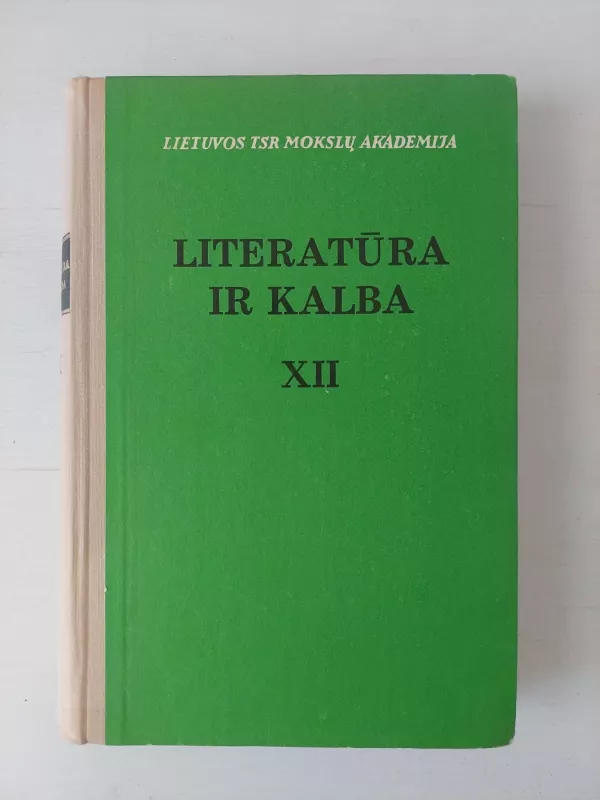 LIETUVOS TSR MOKSLŲ AKADEMIJA
LITERATŪRA
IR KALBA
XII